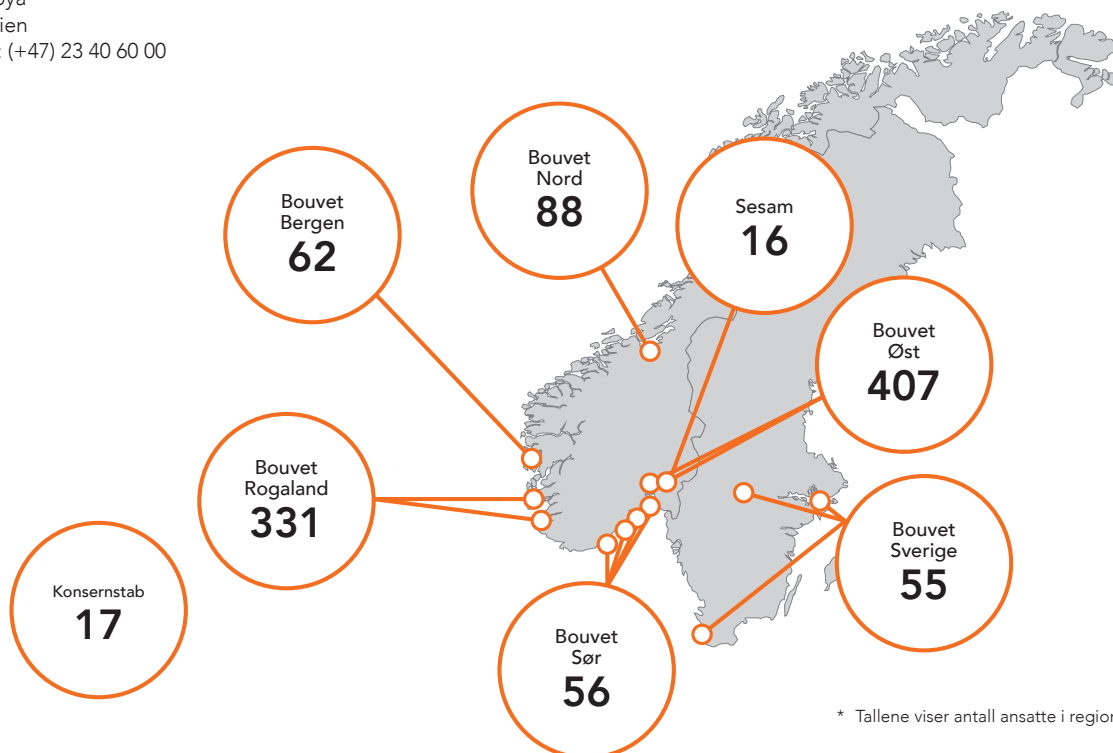 (+47) 23 40 60 00
Bouvet
Nord
88
Sesam
16
Bouvet
Bergen
62
Bouvet
Øst
407
Bouvet
Rogaland
331
Bouvet
Sverige
55
Konsernstab
17
Bouvet
Sør
56
* Tallene viser antall ansatte i